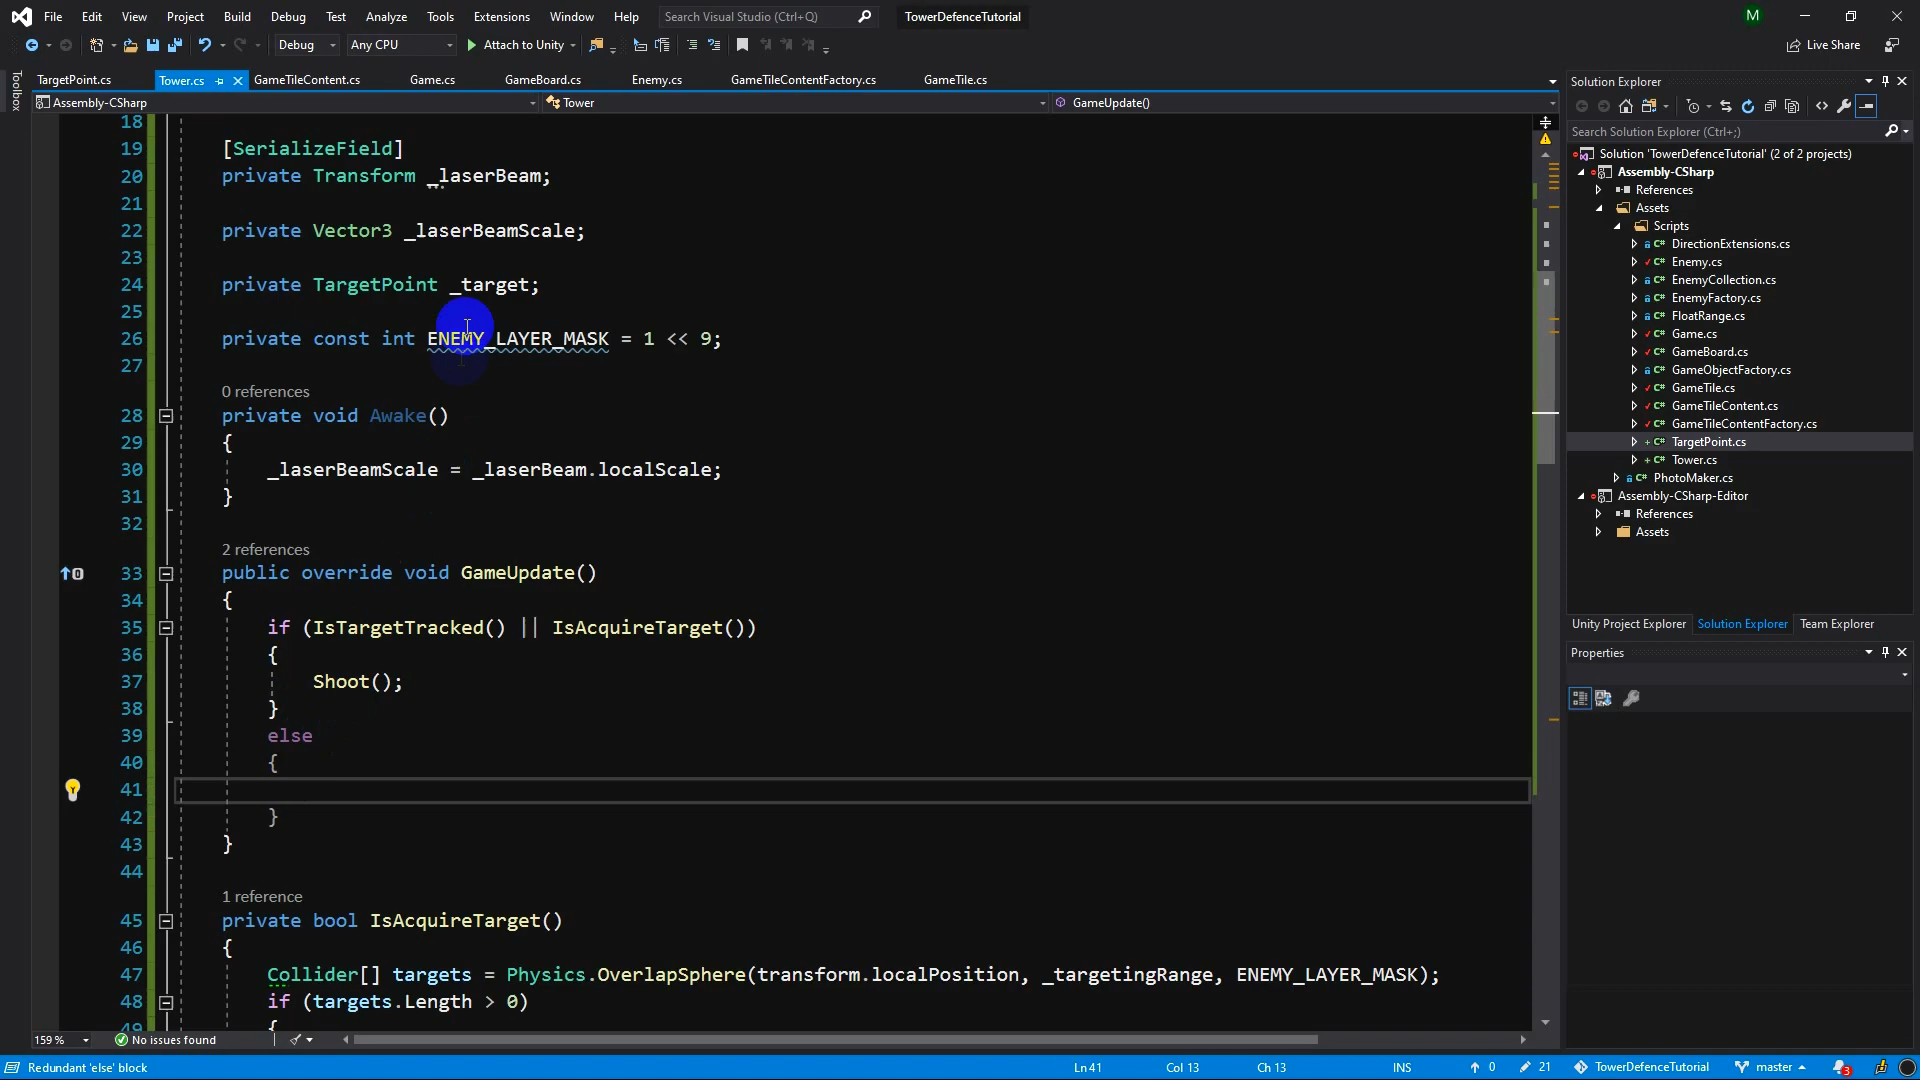 File Edit View Project Build Debug Test Analyze Tools Extensions Window Help Search Visual Studio (Ctrl+Q) TowerDefenceTutorial M
Debug Any CPU Attach to Unity Live Share
Toolbox
TargetPoint.cs Tower.cs GameTileContent.cs Game.cs GameBoard.cs Enemy.cs GameTileContentFactory.cs GameTile.cs
Assembly-CSharp Tower GameUpdate()
18
19 [SerializeField]
20 private Transform _laserBeam;
21
22 private Vector3 _laserBeamScale;
23
24 private TargetPoint _target;
25
26 private const int ENEMY_LAYER_MASK = 1 << 9;
27
0 references
28 private void Awake()
29 {
30 _laserBeamScale = _laserBeam.localScale;
31 }
32
2 references
33 public override void GameUpdate()
34 {
35 if (IsTargetTracked() || IsAcquireTarget())
36 {
37 Shoot();
38 }
39 else
40 {
41
42 }
43 }
44
1 reference
45 private bool IsAcquireTarget()
46 {
47 Collider[] targets = Physics.OverlapSphere(transform.localPosition, _targetingRange, ENEMY_LAYER_MASK);
48 if (targets.Length > 0)
49 {
159 % No issues found
Redundant 'else' block Ln 41 Col 13 Ch 13 INS 0 21 TowerDefenceTutorial master 3
Solution Explorer
Search Solution Explorer (Ctrl+;)
Solution 'TowerDefenceTutorial' (2 of 2 projects)
Assembly-CSharp
References
Assets
Scripts
C# DirectionExtensions.cs
C# Enemy.cs
C# EnemyCollection.cs
C# EnemyFactory.cs
C# FloatRange.cs
C# Game.cs
C# GameBoard.cs
C# GameObjectFactory.cs
C# GameTile.cs
C# GameTileContent.cs
C# GameTileContentFactory.cs
+ C# TargetPoint.cs
+ C# Tower.cs
C# PhotoMaker.cs
Assembly-CSharp-Editor
References
Assets
Unity Project Explorer Solution Explorer Team Explorer
Properties